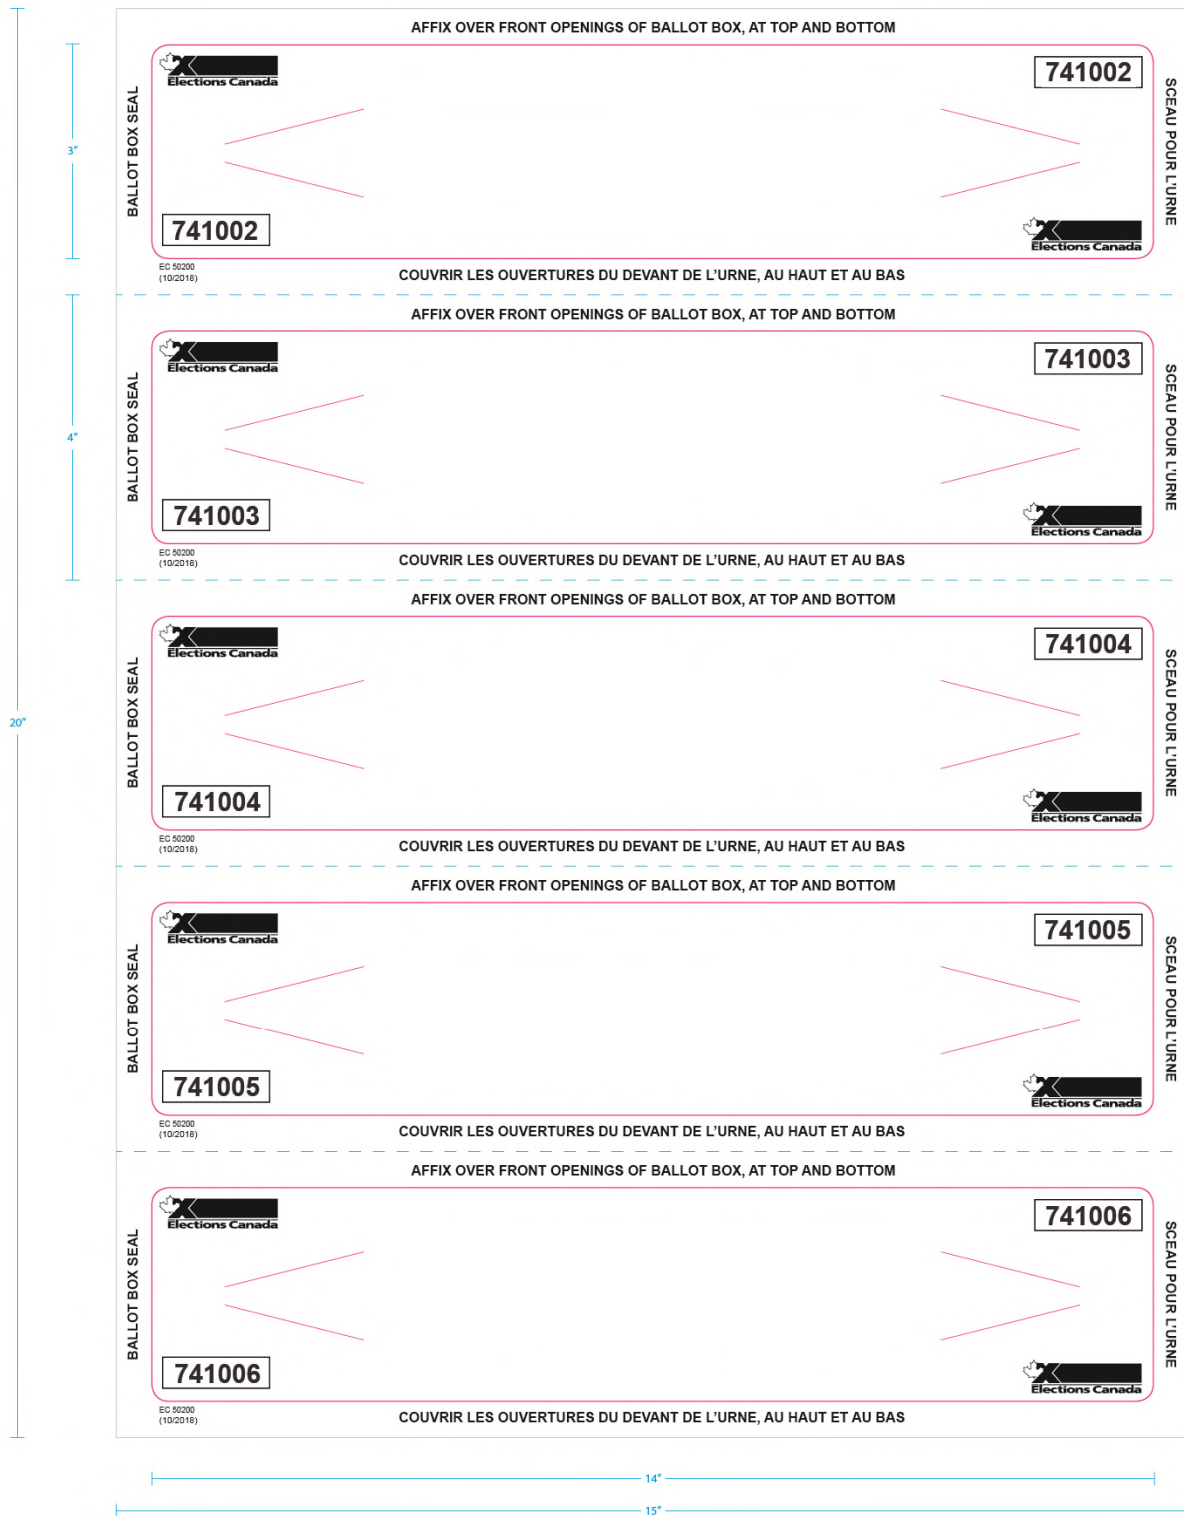 AFFIX OVER FRONT OPENINGS OF BALLOT BOX, AT TOP AND BOTTOM
Elections Canada
741002
BALLOT BOX SEAL
SCEAU POUR L'URNE
3"
741002
Elections Canada
EC 50200
(10/2018)
COUVRIR LES OUVERTURES DU DEVANT DE L'URNE, AU HAUT ET AU BAS
AFFIX OVER FRONT OPENINGS OF BALLOT BOX, AT TOP AND BOTTOM
Elections Canada
741003
BALLOT BOX SEAL
SCEAU POUR L'URNE
4"
741003
Elections Canada
EC 50200
(10/2018)
COUVRIR LES OUVERTURES DU DEVANT DE L'URNE, AU HAUT ET AU BAS
AFFIX OVER FRONT OPENINGS OF BALLOT BOX, AT TOP AND BOTTOM
Elections Canada
741004
BALLOT BOX SEAL
SCEAU POUR L'URNE
20"
741004
Elections Canada
EC 50200
(10/2018)
COUVRIR LES OUVERTURES DU DEVANT DE L'URNE, AU HAUT ET AU BAS
AFFIX OVER FRONT OPENINGS OF BALLOT BOX, AT TOP AND BOTTOM
Elections Canada
741005
BALLOT BOX SEAL
SCEAU POUR L'URNE
741005
Elections Canada
EC 50200
(10/2018)
COUVRIR LES OUVERTURES DU DEVANT DE L'URNE, AU HAUT ET AU BAS
AFFIX OVER FRONT OPENINGS OF BALLOT BOX, AT TOP AND BOTTOM
Elections Canada
741006
BALLOT BOX SEAL
SCEAU POUR L'URNE
741006
Elections Canada
EC 50200
(10/2018)
COUVRIR LES OUVERTURES DU DEVANT DE L'URNE, AU HAUT ET AU BAS
14"
15"